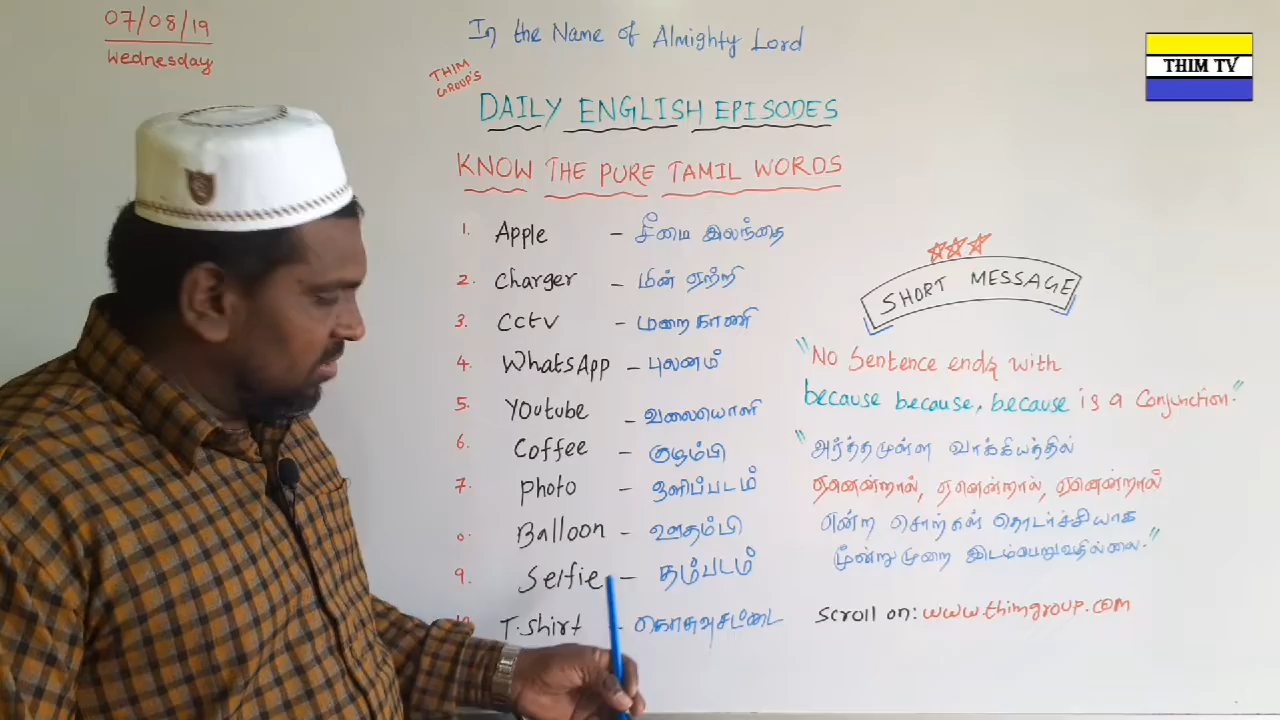 07/08/19
Wednesday
In the Name of Almighty Lord
THIM TV
THIM
GROUP'S
DAILY ENGLISH EPISODES
KNOW THE PURE TAMIL WORDS
1. Apple - சீமை இலந்தை
2. Charger - மின் ஏற்றி
3. Cctv - மறைகாணி
4. WhatsApp - புலனம்
5. Youtube - வலையொளி
6. Coffee - குழம்பி
7. Photo - ஒளிப்படம்
8. Balloon - ஊதம்பி
9. Selfie - தம்படம்
10. T.shirt - கொசுவுசட்டை
SHORT MESSAGE
"No Sentence ends with
because because, because is a Conjunction."
"அர்த்தமுள்ள வாக்கியத்தில்
ஏனென்றால், ஏனென்றால், ஏனென்றால்
என்ற சொற்கள் தொடர்ச்சியாக
மூன்றுமுறை இடம்பெறுவதில்லை."
Scroll on: www.thimgroup.com